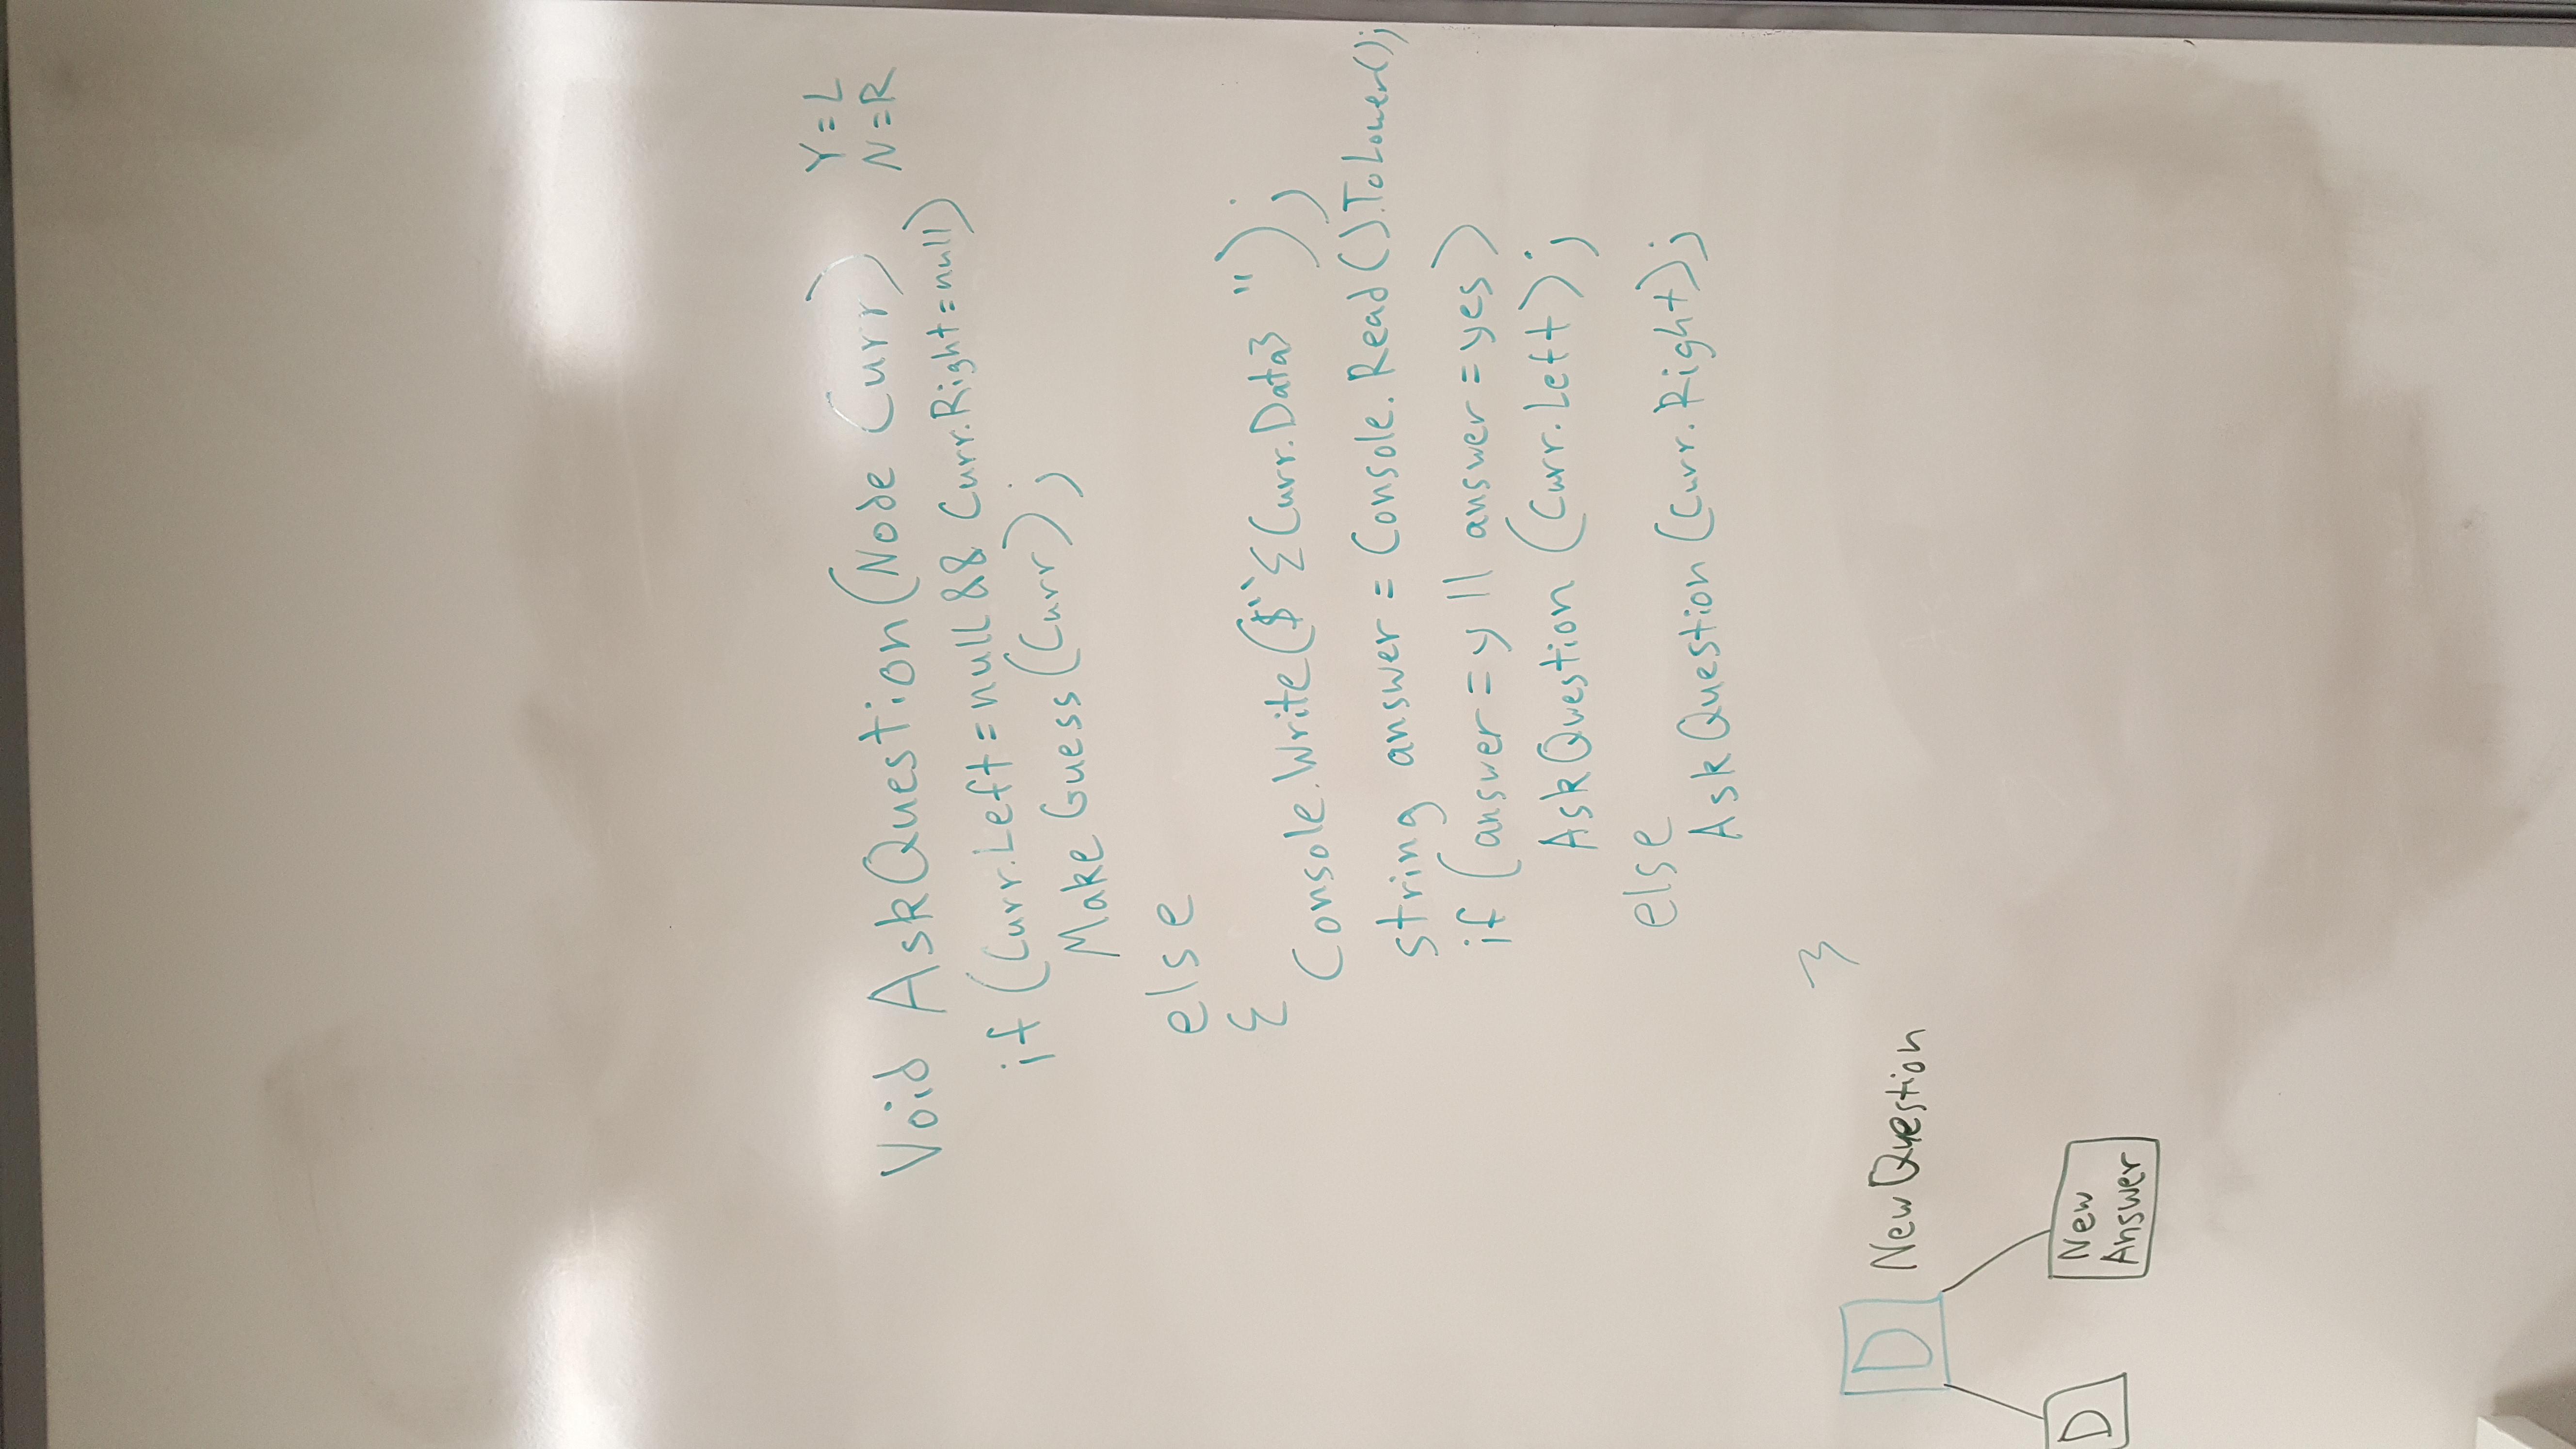 Void AskQuestion(Node Curr)
Y=L
N=R
if (Curr.Left=null && Curr.Right=null)
Make Guess(Curr);
else
{
Console.Write($"{Curr.Data} ");
string answer = Console.Read().ToLower();
if (answer=y || answer=yes)
AskQuestion (Curr.Left);
else
AskQuestion (Curr.Right);
}
D New Question
D
New
Answer